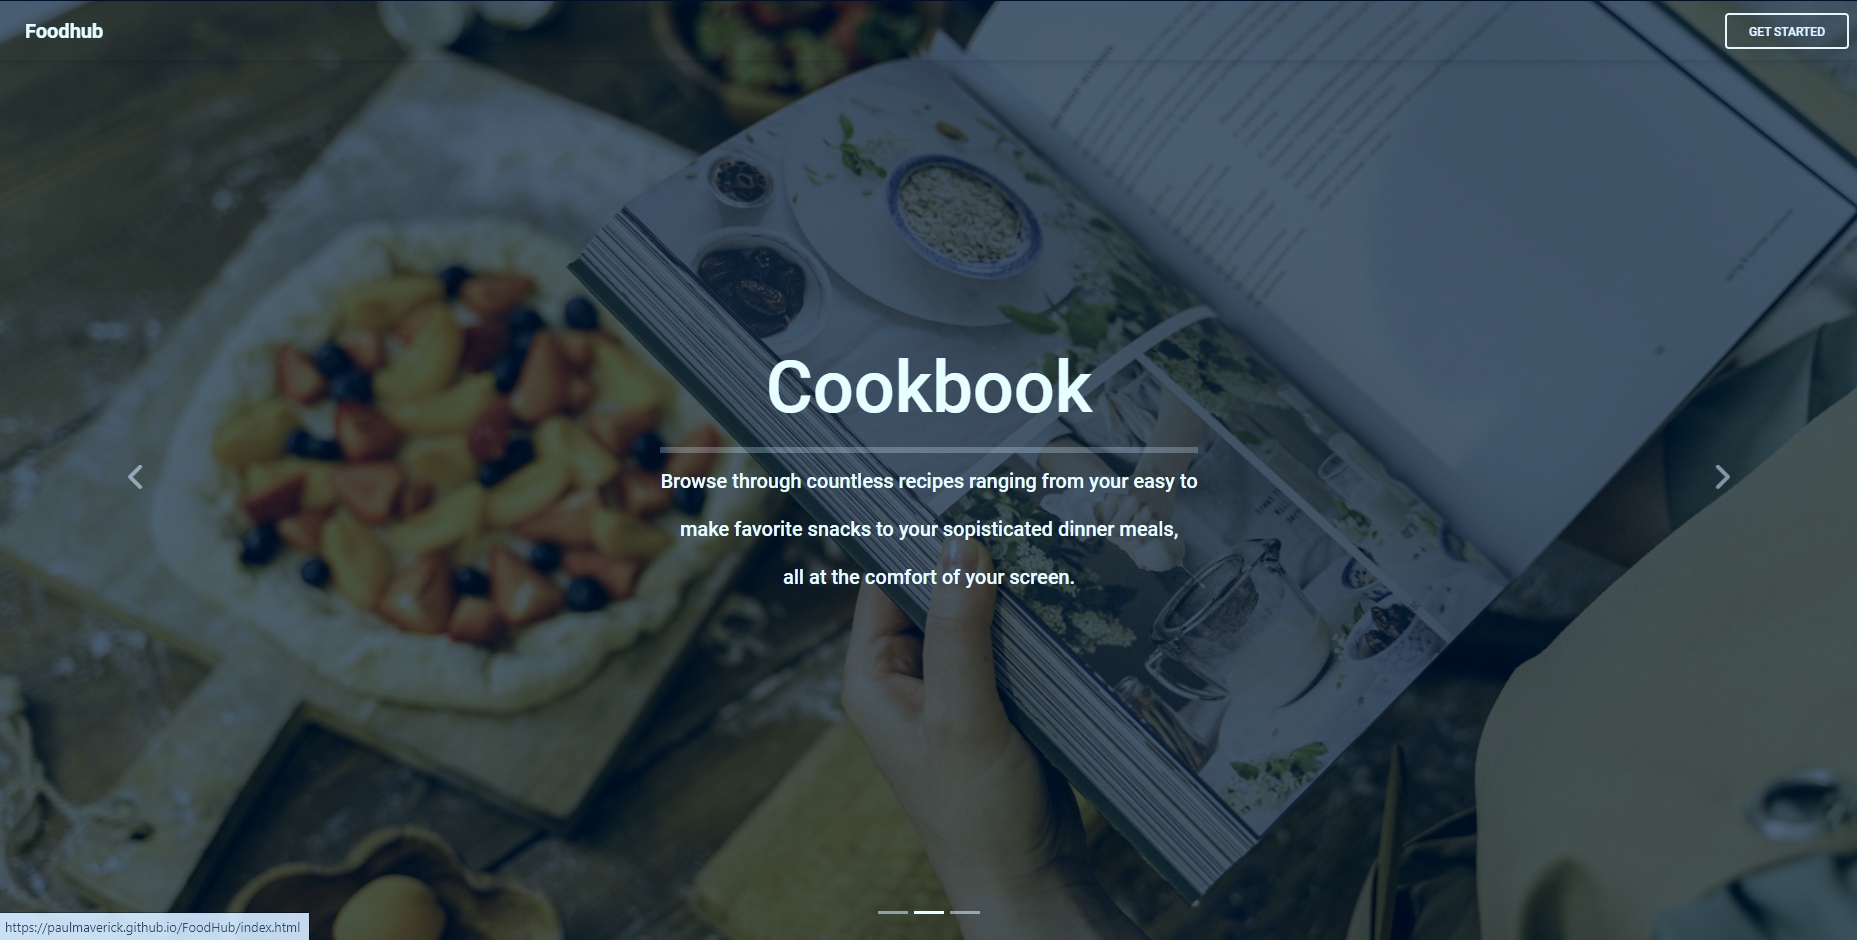 Foodhub
GET STARTED
Cookbook
Browse through countless recipes ranging from your easy to
make favorite snacks to your sopisticated dinner meals,
all at the comfort of your screen.
https://paulmaverick.github.io/FoodHub/index.html